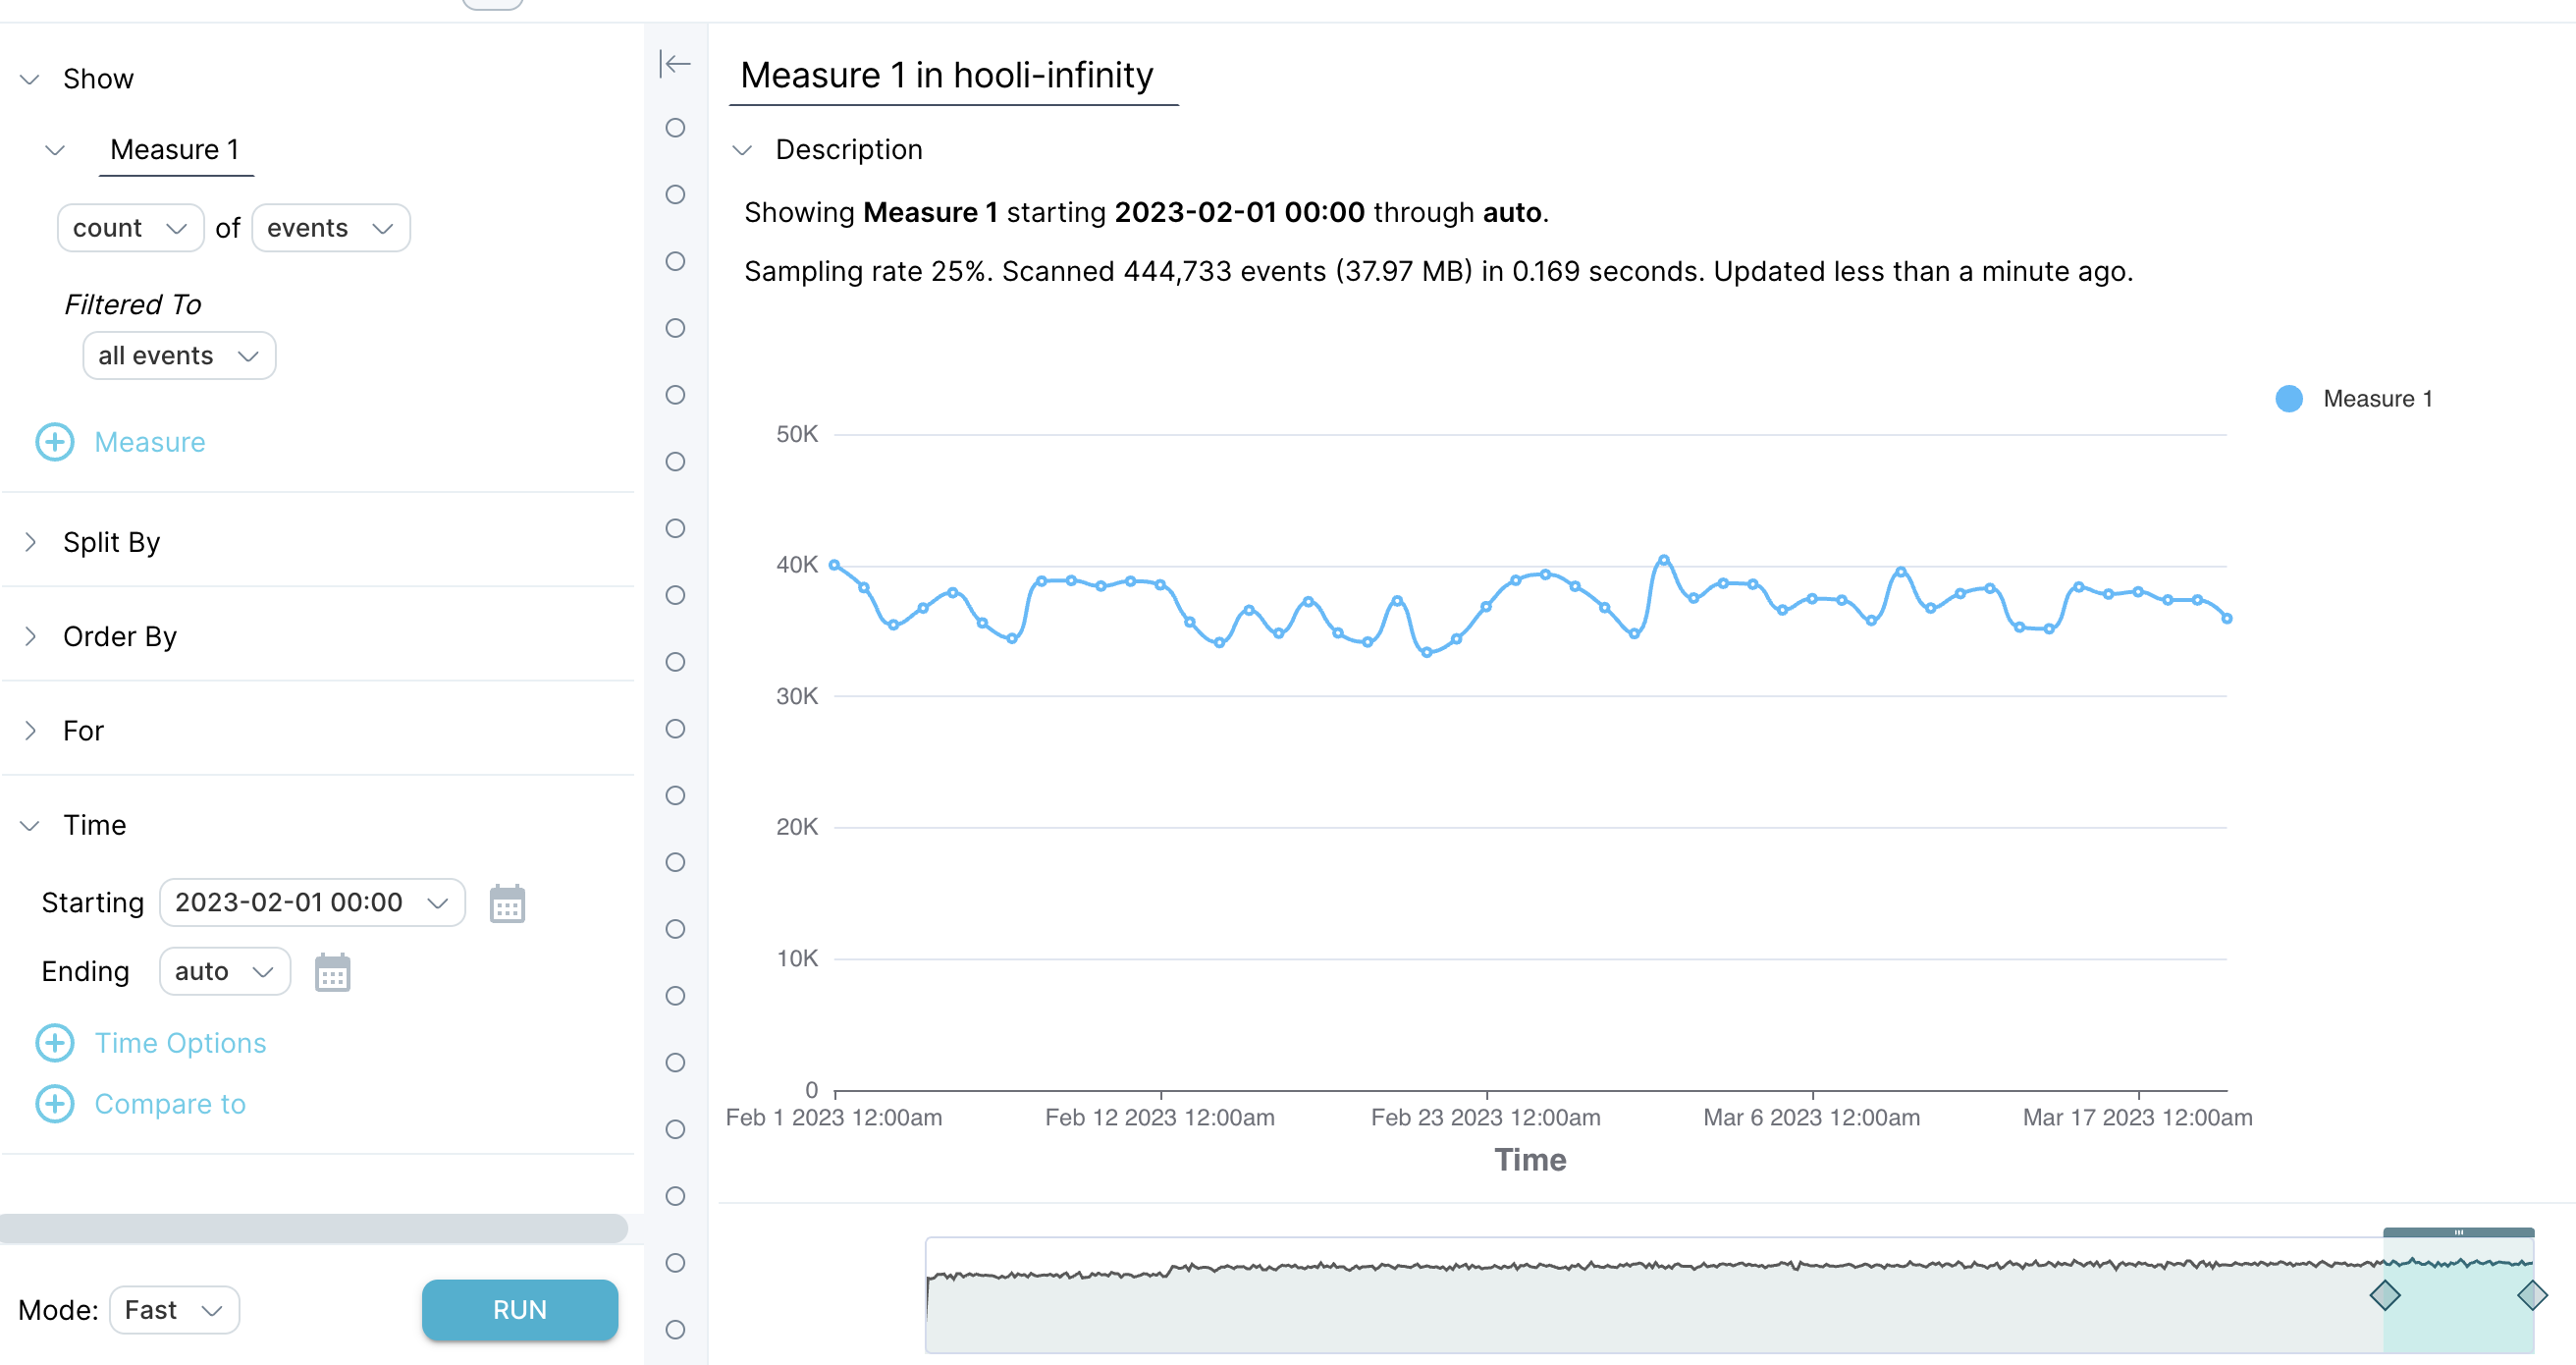 Show
Measure 1
count of events
Filtered To
all events
Measure
Split By
Order By
For
Time
Starting 2023-02-01 00:00
Ending auto
Time Options
Compare to
Mode: Fast RUN
Measure 1 in hooli-infinity
Description
Showing Measure 1 starting 2023-02-01 00:00 through auto.
Sampling rate 25%. Scanned 444,733 events (37.97 MB) in 0.169 seconds. Updated less than a minute ago.
Measure 1
50K
40K
30K
20K
10K
0
Feb 1 2023 12:00am Feb 12 2023 12:00am Feb 23 2023 12:00am Mar 6 2023 12:00am Mar 17 2023 12:00am
Time